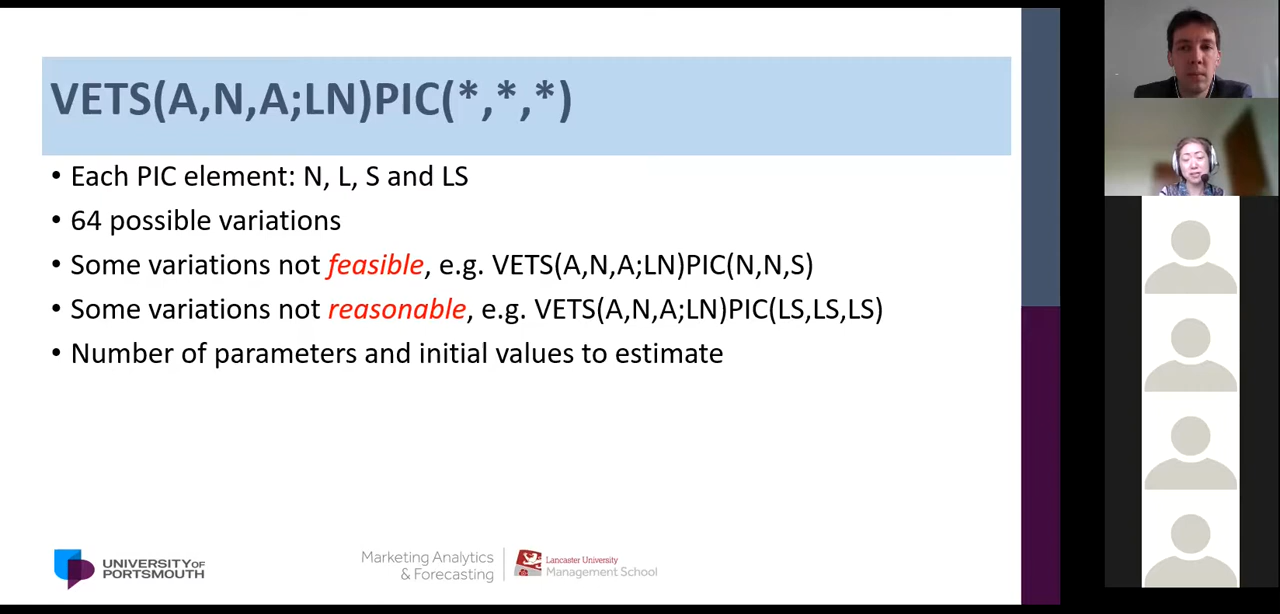 VETS(A,N,A;LN)PIC(*,*,*)
• Each PIC element: N, L, S and LS
• 64 possible variations
• Some variations not feasible, e.g. VETS(A,N,A;LN)PIC(N,N,S)
• Some variations not reasonable, e.g. VETS(A,N,A;LN)PIC(LS,LS,LS)
• Number of parameters and initial values to estimate
UNIVERSITY OF
PORTSMOUTH
Marketing Analytics
& Forecasting
Lancaster University
Management School